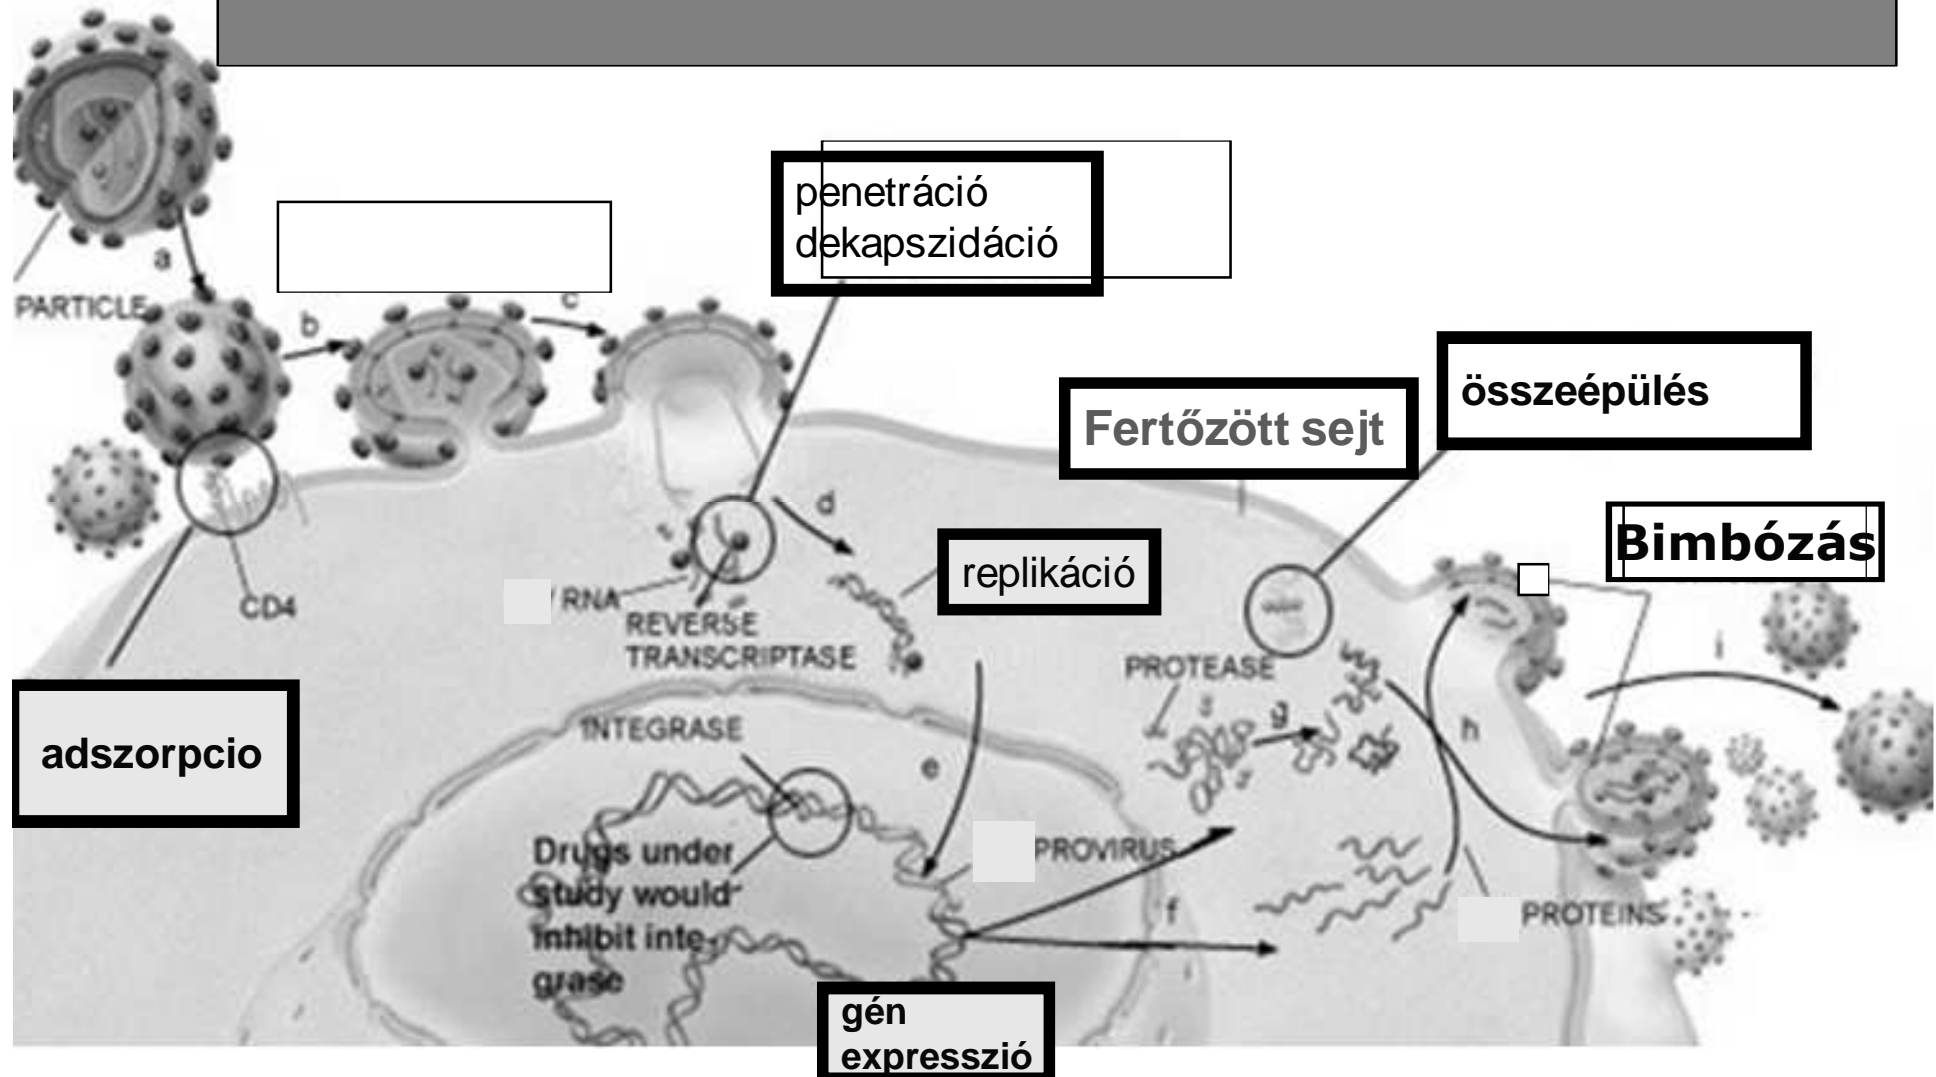 penetráció
dekapszidáció
a
PARTICLE
b
c
összeépülés
Fertőzött sejt
Bimbózás
d
replikáció
CD4
RNA
REVERSE
TRANSCRIPTASE
PROTEASE
adszorpcio
INTEGRASE
e
g
h
i
Drugs under
study would
inhibit inte-
grase
PROVIRUS
f
PROTEINS
gén
expresszió